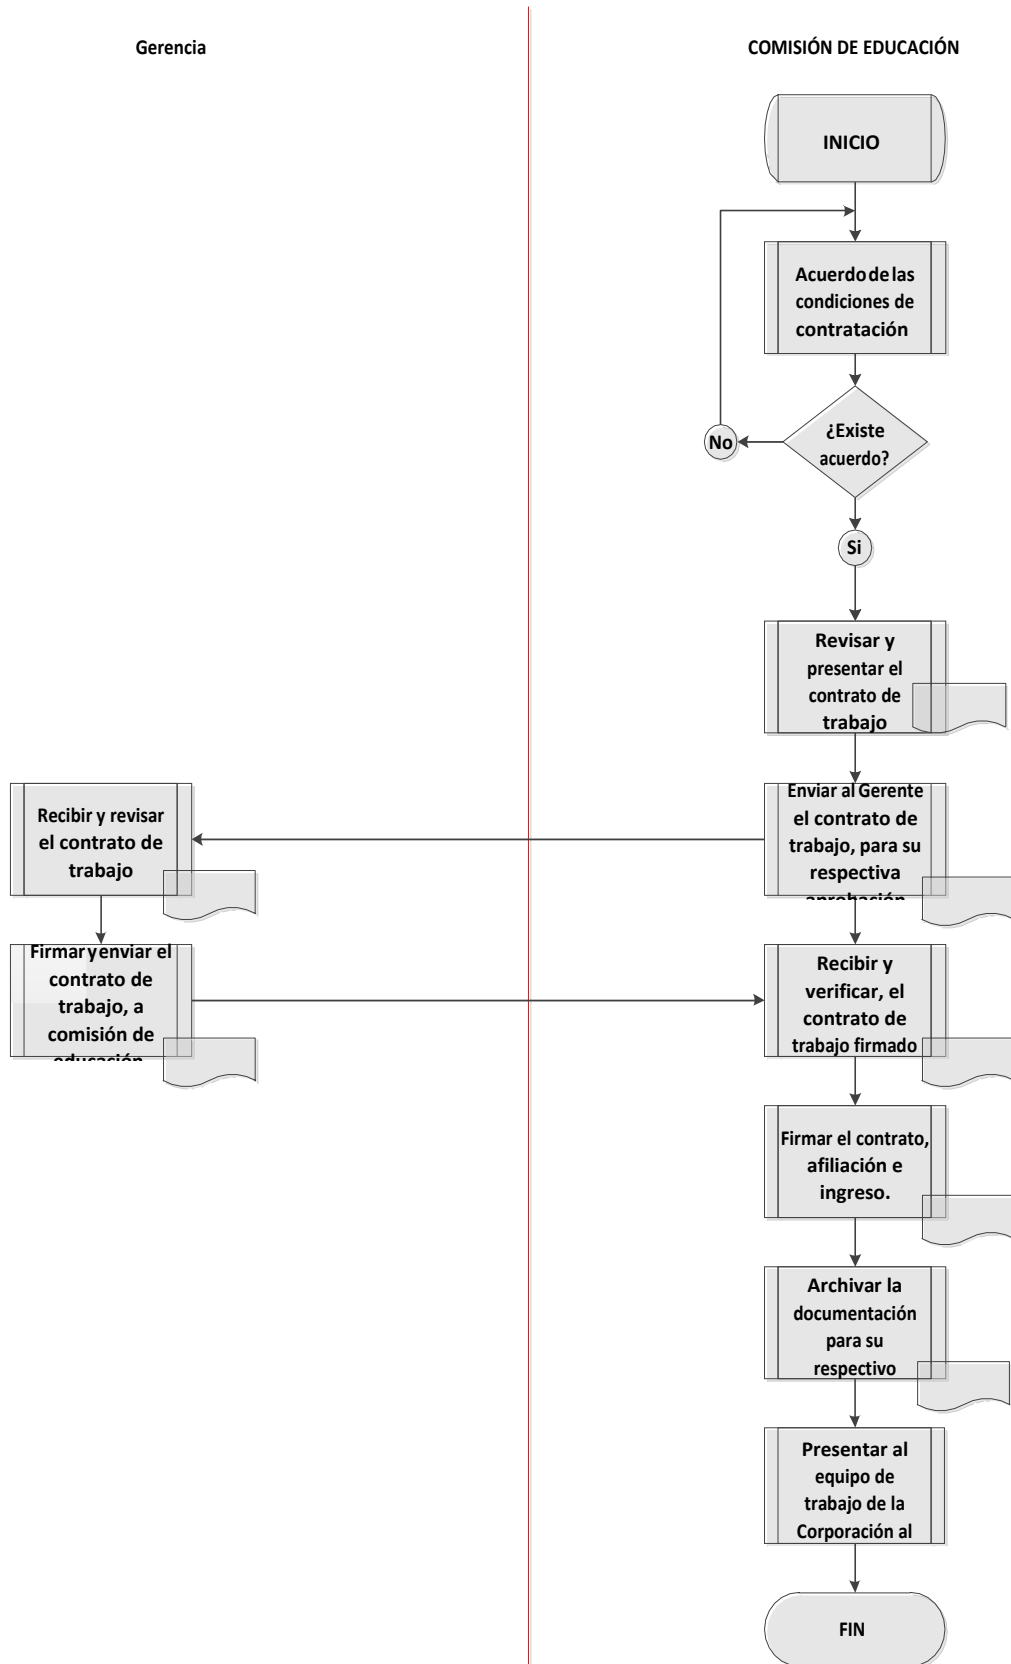 Gerencia
COMISIÓN DE EDUCACIÓN
INICIO
Acuerdo de las
condiciones de
contratación
¿Existe
acuerdo?
No
Si
Revisar y
presentar el
contrato de
trabajo
Enviar al Gerente
el contrato de
trabajo, para su
respectiva
aprobación
Recibir y revisar
el contrato de
trabajo
Firmar y enviar el
contrato de
trabajo, a
comisión de
educación
Recibir y
verificar, el
contrato de
trabajo firmado
Firmar el contrato,
afiliación e
ingreso.
Archivar la
documentación
para su
respectivo
Presentar al
equipo de
trabajo de la
Corporación al
FIN